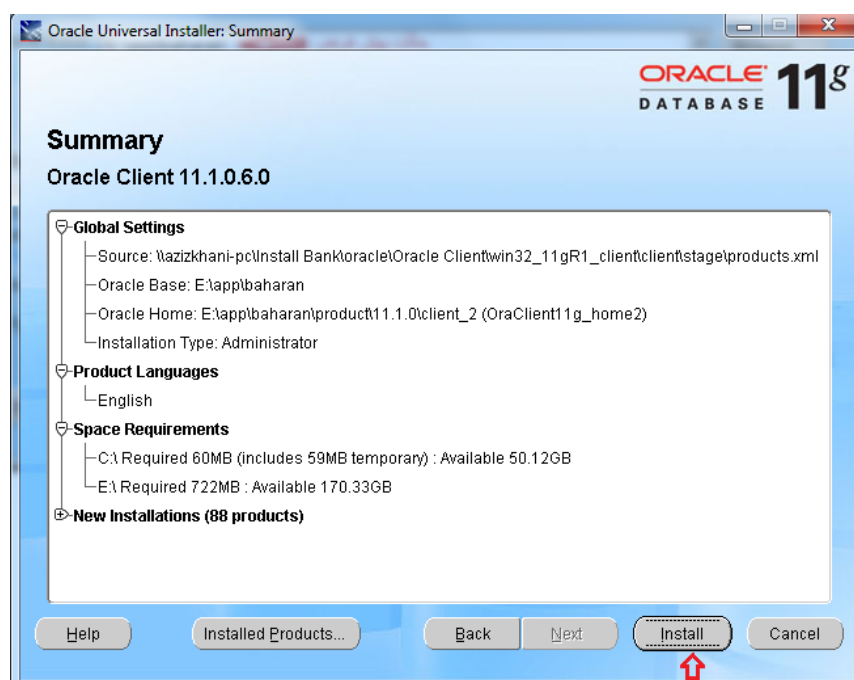 Oracle Universal Installer: Summary
ORACLE 11g
DATABASE
Summary
Oracle Client 11.1.0.6.0
Global Settings
Source: \\azizkhani-pc\Install Bank\oracle\Oracle Client\win32_11gR1_client\client\stage\products.xml
Oracle Base: E:\app\baharan
Oracle Home: E:\app\baharan\product\11.1.0\client_2 (OraClient11g_home2)
Installation Type: Administrator
Product Languages
English
Space Requirements
C:\ Required 60MB (includes 59MB temporary) : Available 50.12GB
E:\ Required 722MB : Available 170.33GB
New Installations (88 products)
Help Installed Products... Back Next Install Cancel